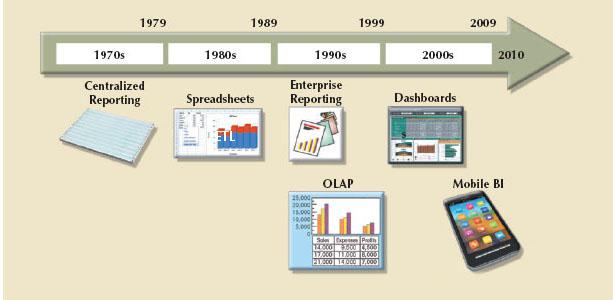 1979 1989 1999 2009
1970s 1980s 1990s 2000s 2010
Centralized
Reporting
Spreadsheets
Enterprise
Reporting
Dashboards
OLAP
25,000
20,000
15,000
10,000
5,000
Sales Expenses Profits
14,000 9,500 4,500
17,000 11,000 6,000
21,000 14,000 7,000
Mobile BI